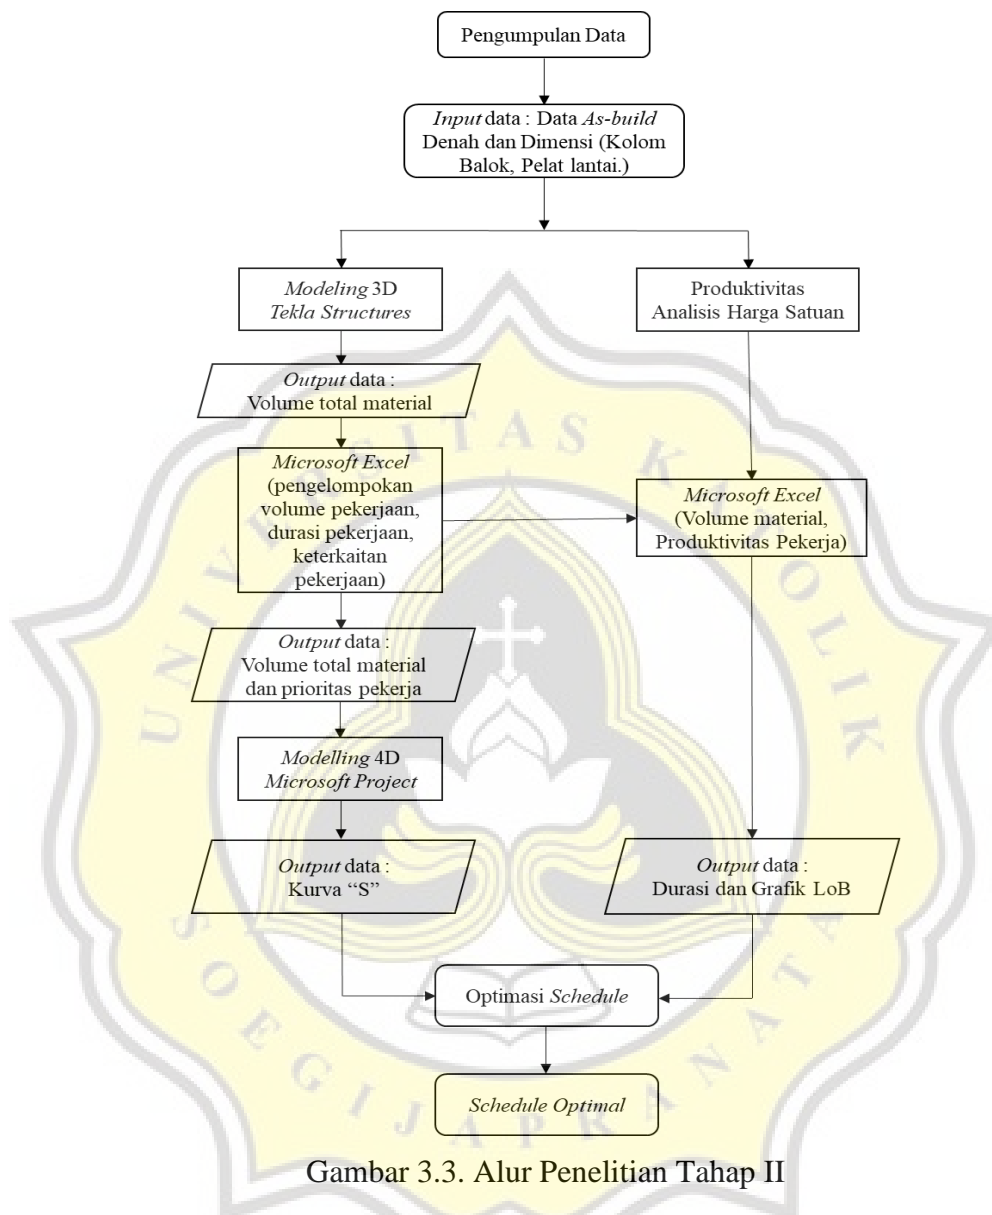 Pengumpulan Data
Input data : Data As-build
Denah dan Dimensi (Kolom
Balok, Pelat lantai.)
Modeling 3D
Tekla Structures
Produktivitas
Analisis Harga Satuan
Output data :
Volume total material
Microsoft Excel
(pengelompokan
volume pekerjaan,
durasi pekerjaan,
keterkaitan
pekerjaan)
Microsoft Excel
(Volume material,
Produktivitas Pekerja)
Output data :
Volume total material
dan prioritas pekerja
Modelling 4D
Microsoft Project
Output data :
Kurva “S”
Output data :
Durasi dan Grafik LoB
Optimasi Schedule
Schedule Optimal
UNIVERSITAS KATOLIK
SOEGIJAPRANATA
Gambar 3.3. Alur Penelitian Tahap II